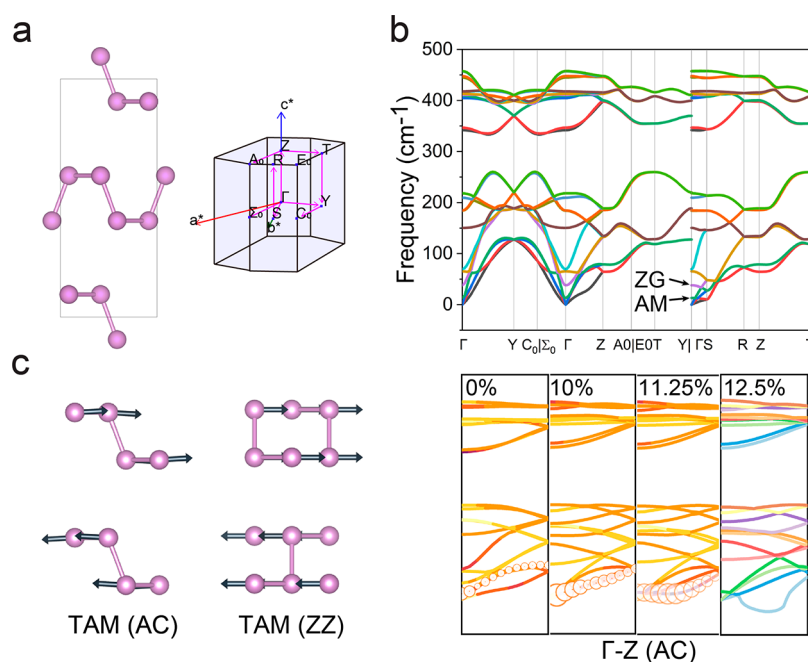 a
b
c*
Z
T
A₀
R
E₀
Γ
Σ₀
S
C₀
Y
a*
b*
Frequency (cm⁻¹)
500
400
300
200
100
0
ZG
AM
Γ Y C₀|Σ₀ Γ Z A0|E0T Y| ΓS R Z T
c
TAM (AC) TAM (ZZ)
0% 10% 11.25% 12.5%
Γ-Z (AC)